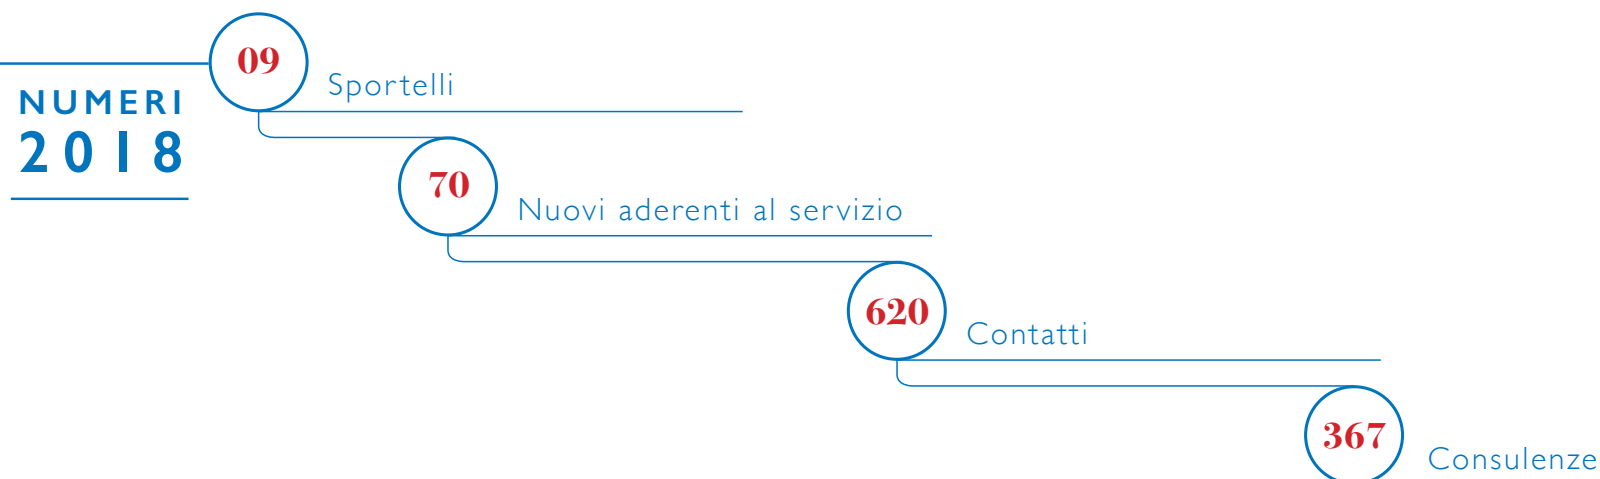 NUMERI
2018
09
Sportelli
70
Nuovi aderenti al servizio
620
Contatti
367
Consulenze